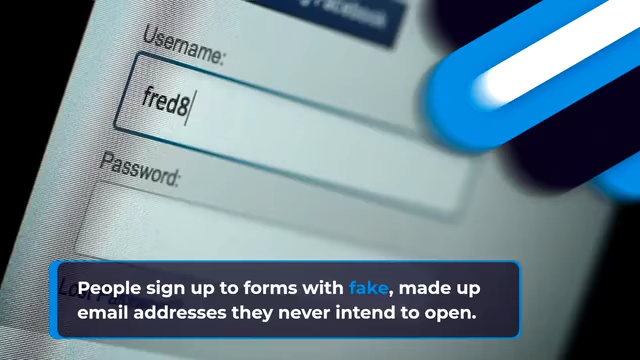 Facebook
Username:
fred8
Password:
People sign up to forms with fake, made up
email addresses they never intend to open.